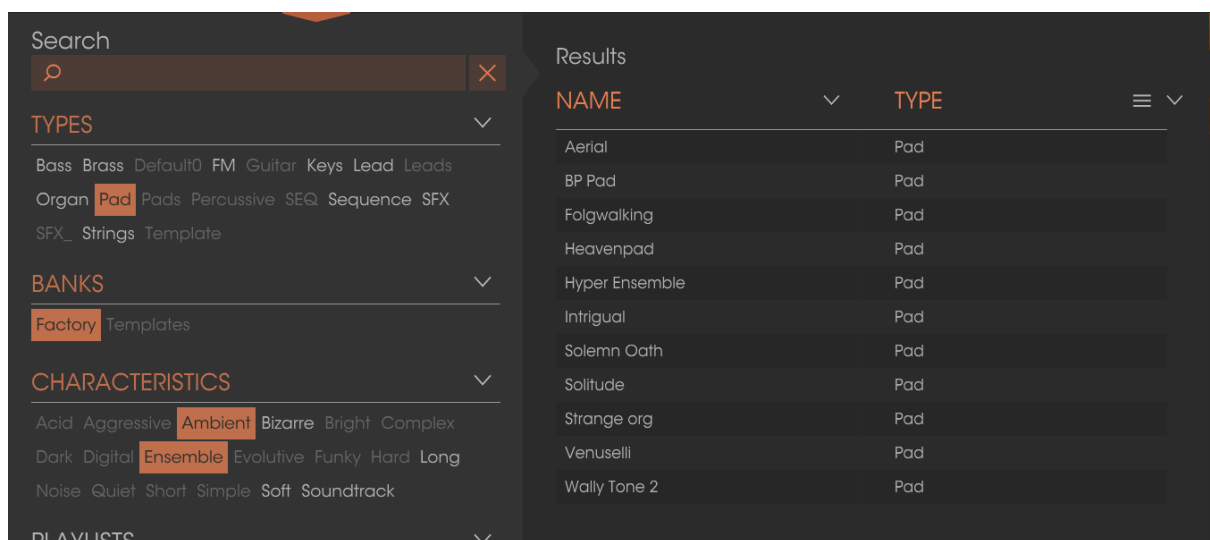 Search
TYPES
Bass Brass Default0 FM Guitar Keys Lead Leads
Organ Pad Pads Percussive SEQ Sequence SFX
SFX_ Strings Template
BANKS
Factory Templates
CHARACTERISTICS
Acid Aggressive Ambient Bizarre Bright Complex
Dark Digital Ensemble Evolutive Funky Hard Long
Noise Quiet Short Simple Soft Soundtrack
PLAYLISTS
Results
NAME TYPE
Aerial Pad
BP Pad Pad
Folgwalking Pad
Heavenpad Pad
Hyper Ensemble Pad
Intrigual Pad
Solemn Oath Pad
Solitude Pad
Strange org Pad
Venuselli Pad
Wally Tone 2 Pad